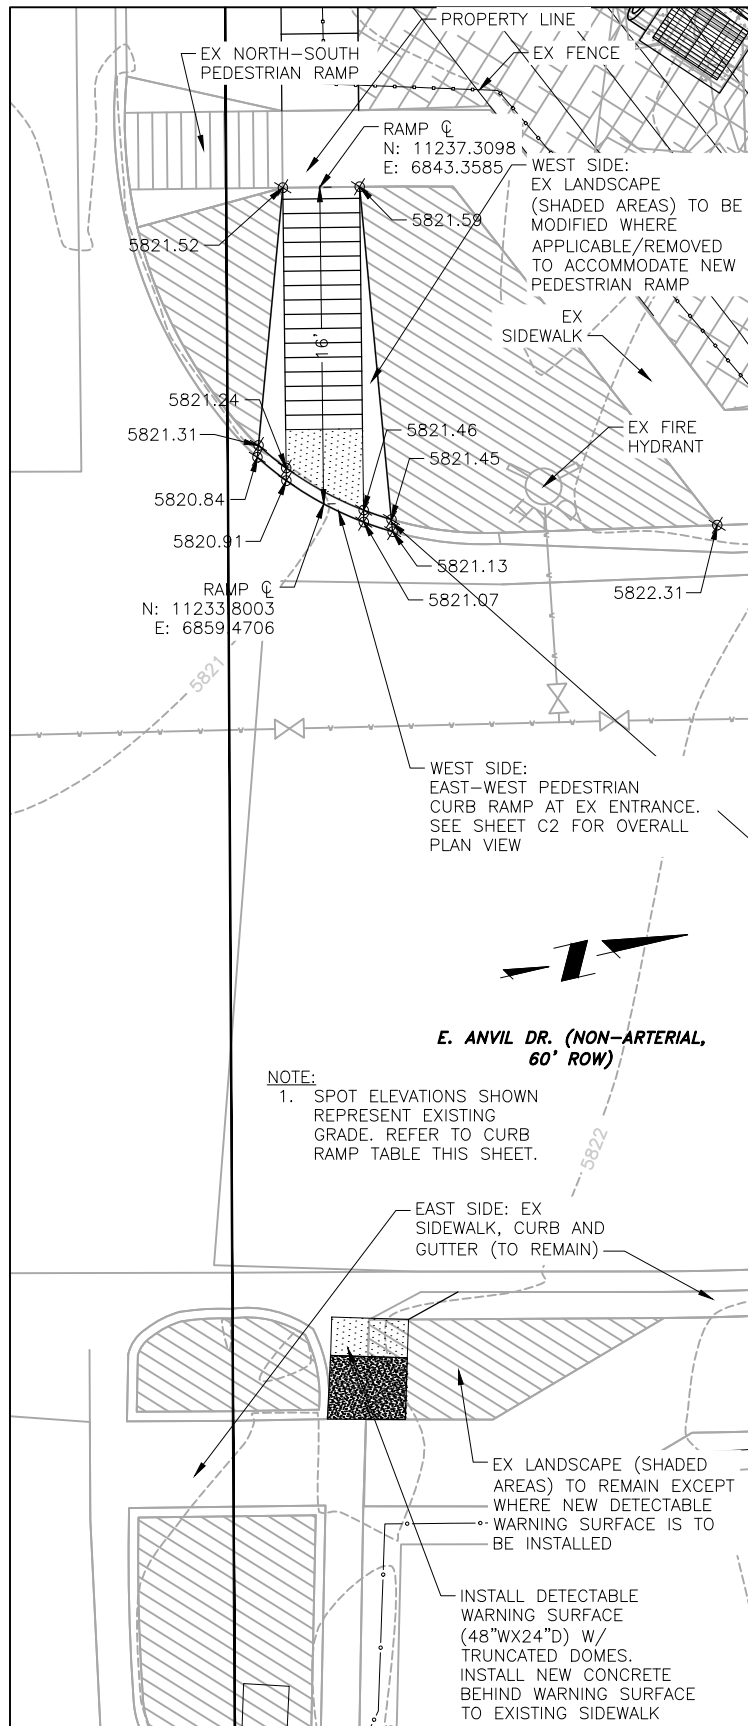 PROPERTY LINE
EX NORTH-SOUTH
PEDESTRIAN RAMP
EX FENCE
RAMP ℄
N: 11237.3098
E: 6843.3585
WEST SIDE:
EX LANDSCAPE
(SHADED AREAS) TO BE
MODIFIED WHERE
APPLICABLE/REMOVED
TO ACCOMMODATE NEW
PEDESTRIAN RAMP
5821.52
5821.59
EX
SIDEWALK
16'
5821.24
5821.31
5821.46
5821.45
EX FIRE
HYDRANT
5820.84
5820.91
5821.13
5821.07
5822.31
RAMP ℄
N: 11233.8003
E: 6859.4706
5821
WEST SIDE:
EAST-WEST PEDESTRIAN
CURB RAMP AT EX ENTRANCE.
SEE SHEET C2 FOR OVERALL
PLAN VIEW
E. ANVIL DR. (NON-ARTERIAL,
60' ROW)
NOTE:
1. SPOT ELEVATIONS SHOWN
REPRESENT EXISTING
GRADE. REFER TO CURB
RAMP TABLE THIS SHEET.
5822
EAST SIDE: EX
SIDEWALK, CURB AND
GUTTER (TO REMAIN)
EX LANDSCAPE (SHADED
AREAS) TO REMAIN EXCEPT
WHERE NEW DETECTABLE
WARNING SURFACE IS TO
BE INSTALLED
INSTALL DETECTABLE
WARNING SURFACE
(48"WX24"D) W/
TRUNCATED DOMES.
INSTALL NEW CONCRETE
BEHIND WARNING SURFACE
TO EXISTING SIDEWALK